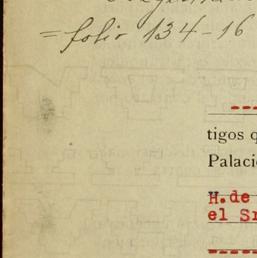 = folio 134-16
tigos q
Palaci
H.de
el Sr